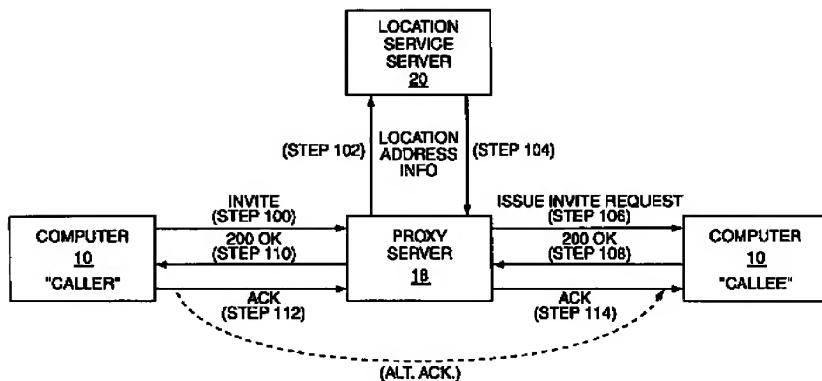 LOCATION
SERVICE
SERVER
20
(STEP 102)
LOCATION
ADDRESS
INFO
(STEP 104)
INVITE
(STEP 100)
200 OK
(STEP 110)
ACK
(STEP 112)
ISSUE INVITE REQUEST
(STEP 106)
200 OK
(STEP 108)
ACK
(STEP 114)
COMPUTER
10
"CALLER"
PROXY
SERVER
18
COMPUTER
10
"CALLEE"
(ALT. ACK.)